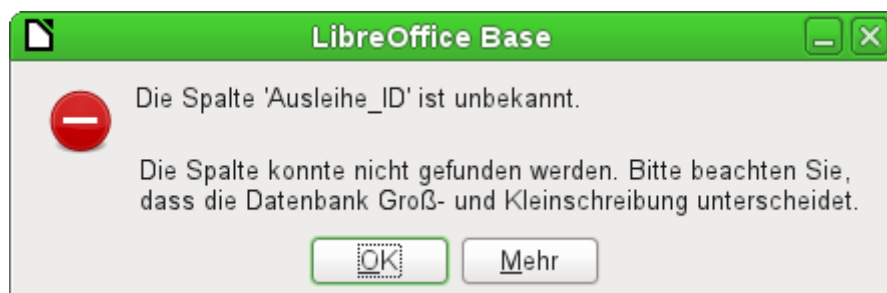 LibreOffice Base
Die Spalte 'Ausleihe_ID' ist unbekannt.
Die Spalte konnte nicht gefunden werden. Bitte beachten Sie,
dass die Datenbank Groß- und Kleinschreibung unterscheidet.
OK
Mehr